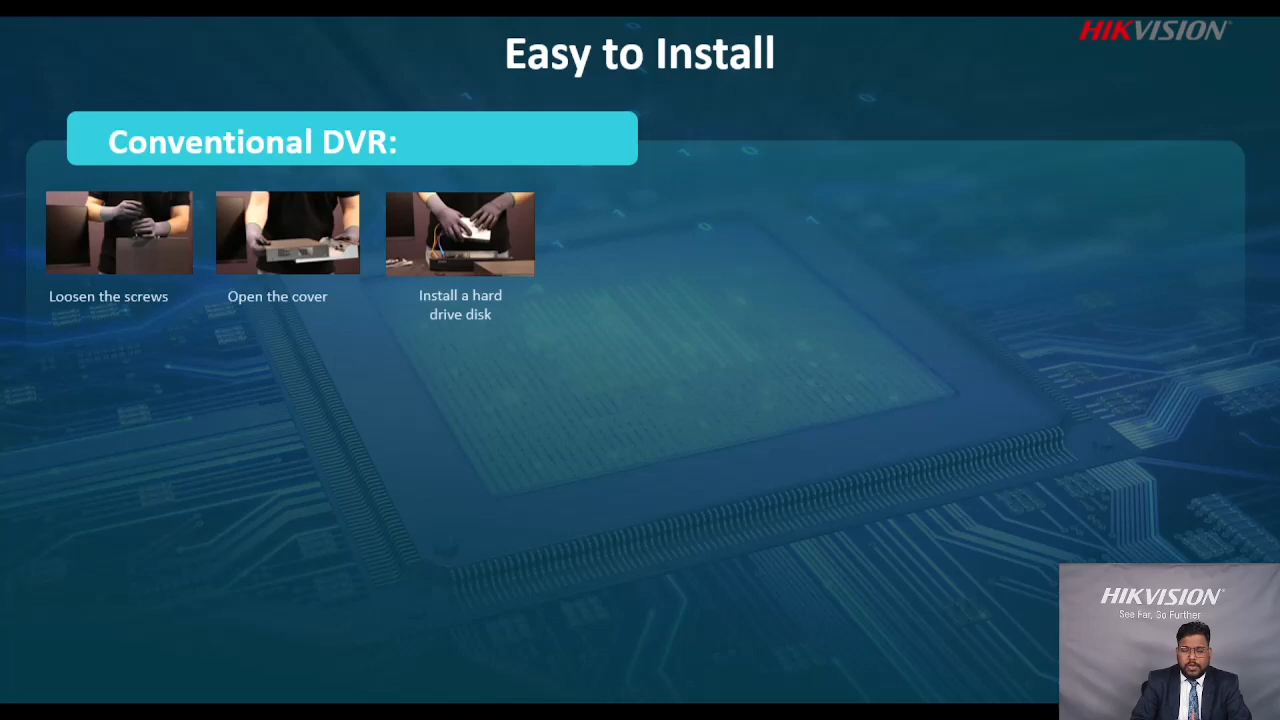 HIKVISION
Easy to Install
Conventional DVR:
Loosen the screws
Open the cover
Install a hard
drive disk
HIKVISION
See Far, Go Further